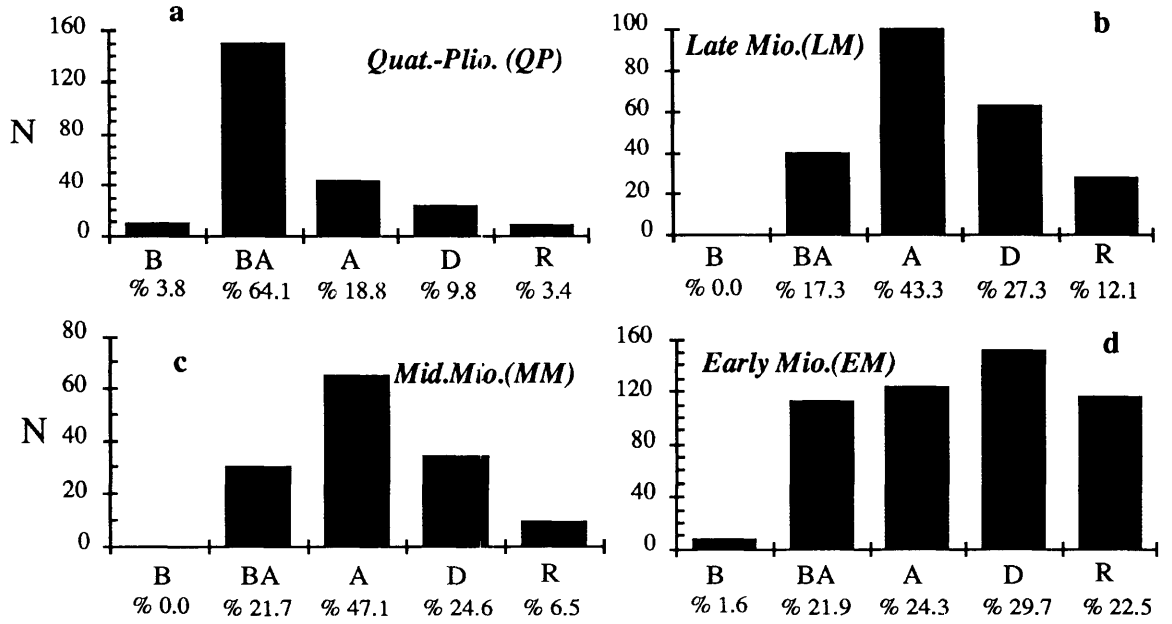 a
Quat.-Plio. (QP)
N
160
120
80
40
0
B BA A D R
% 3.8 % 64.1 % 18.8 % 9.8 % 3.4
b
Late Mio.(LM)
100
80
60
40
20
0
B BA A D R
% 0.0 % 17.3 % 43.3 % 27.3 % 12.1
c
Mid.Mio.(MM)
N
80
60
40
20
0
B BA A D R
% 0.0 % 21.7 % 47.1 % 24.6 % 6.5
d
Early Mio.(EM)
160
120
80
40
0
B BA A D R
% 1.6 % 21.9 % 24.3 % 29.7 % 22.5